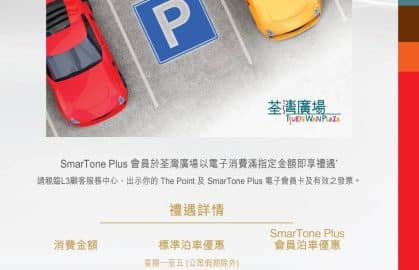 P
荃灣廣場
TSUEN WAN PLAZA
SmarTone Plus 會員於荃灣廣場以電子消費滿指定金額即享禮遇*
請親臨L3顧客服務中心，出示你的 The Point 及 SmarTone Plus 電子會員卡及有效之發票。
禮遇詳情
SmarTone Plus
消費金額 標準泊車優惠 會員泊車優惠
星期一至五 (公眾假期除外)